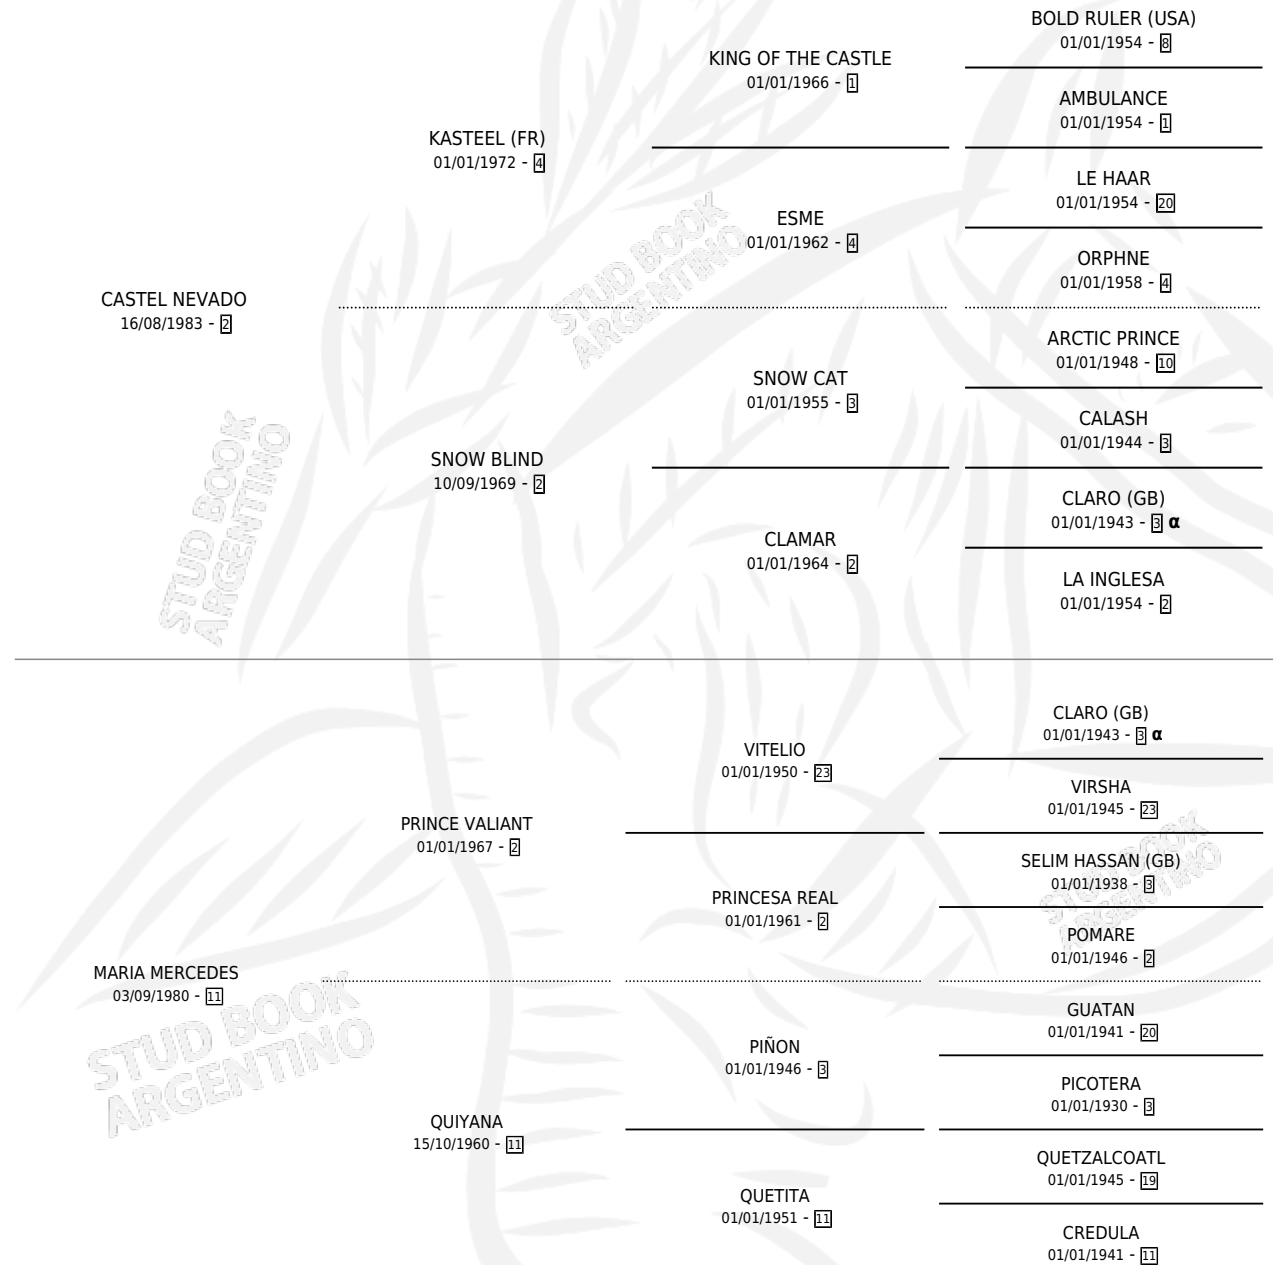 BOLD RULER (USA)
01/01/1954 - 8
KING OF THE CASTLE
01/01/1966 - 1
AMBULANCE
01/01/1954 - 1
KASTEEL (FR)
01/01/1972 - 4
LE HAAR
01/01/1954 - 20
ESME
01/01/1962 - 4
ORPHNE
01/01/1958 - 4
CASTEL NEVADO
16/08/1983 - 2
ARCTIC PRINCE
01/01/1948 - 10
SNOW CAT
01/01/1955 - 3
CALASH
01/01/1944 - 3
SNOW BLIND
10/09/1969 - 2
CLARO (GB)
01/01/1943 - 3 α
CLAMAR
01/01/1964 - 2
LA INGLESA
01/01/1954 - 2
CLARO (GB)
01/01/1943 - 3 α
VITELIO
01/01/1950 - 23
VIRSHA
01/01/1945 - 23
PRINCE VALIANT
01/01/1967 - 2
SELIM HASSAN (GB)
01/01/1938 - 3
PRINCESA REAL
01/01/1961 - 2
POMARE
01/01/1946 - 2
MARIA MERCEDES
03/09/1980 - 11
GUATAN
01/01/1941 - 20
PIÑON
01/01/1946 - 3
PICOTERA
01/01/1930 - 3
QUIYANA
15/10/1960 - 11
QUETZALCOATL
01/01/1945 - 19
QUETITA
01/01/1951 - 11
CREDULA
01/01/1941 - 11
STUD BOOK
ARGENTINO
STUD BOOK
ARGENTINO
STUD BOOK
ARGENTINO
STUD BOOK
ARGENTINO